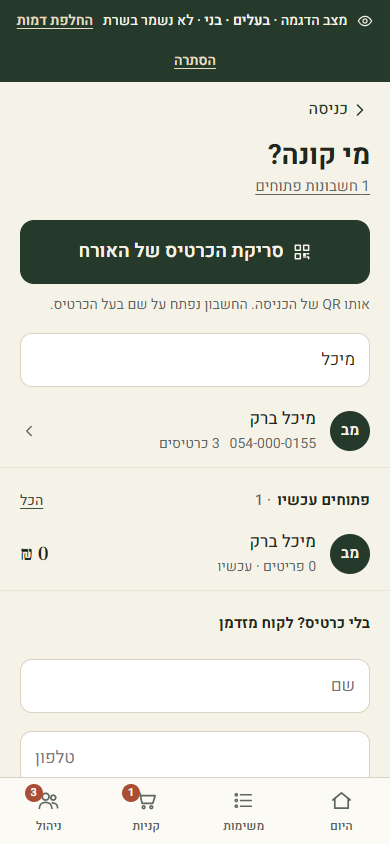 מצב הדגמה · בעלים · בני · לא נשמר בשרת החלפת דמות
הסתרה
כניסה
מי קונה?
1 חשבונות פתוחים
סריקת הכרטיס של האורח
אותו QR של הכניסה. החשבון נפתח על שם בעל הכרטיס.
מיכל
מב
מיכל ברק
054-000-0155 3 כרטיסים
פתוחים עכשיו · 1
הכל
מב
מיכל ברק
0 פריטים · עכשיו
0 ₪
בלי כרטיס? לקוח מזדמן
שם
טלפון
היום
משימות
1
קניות
3
ניהול